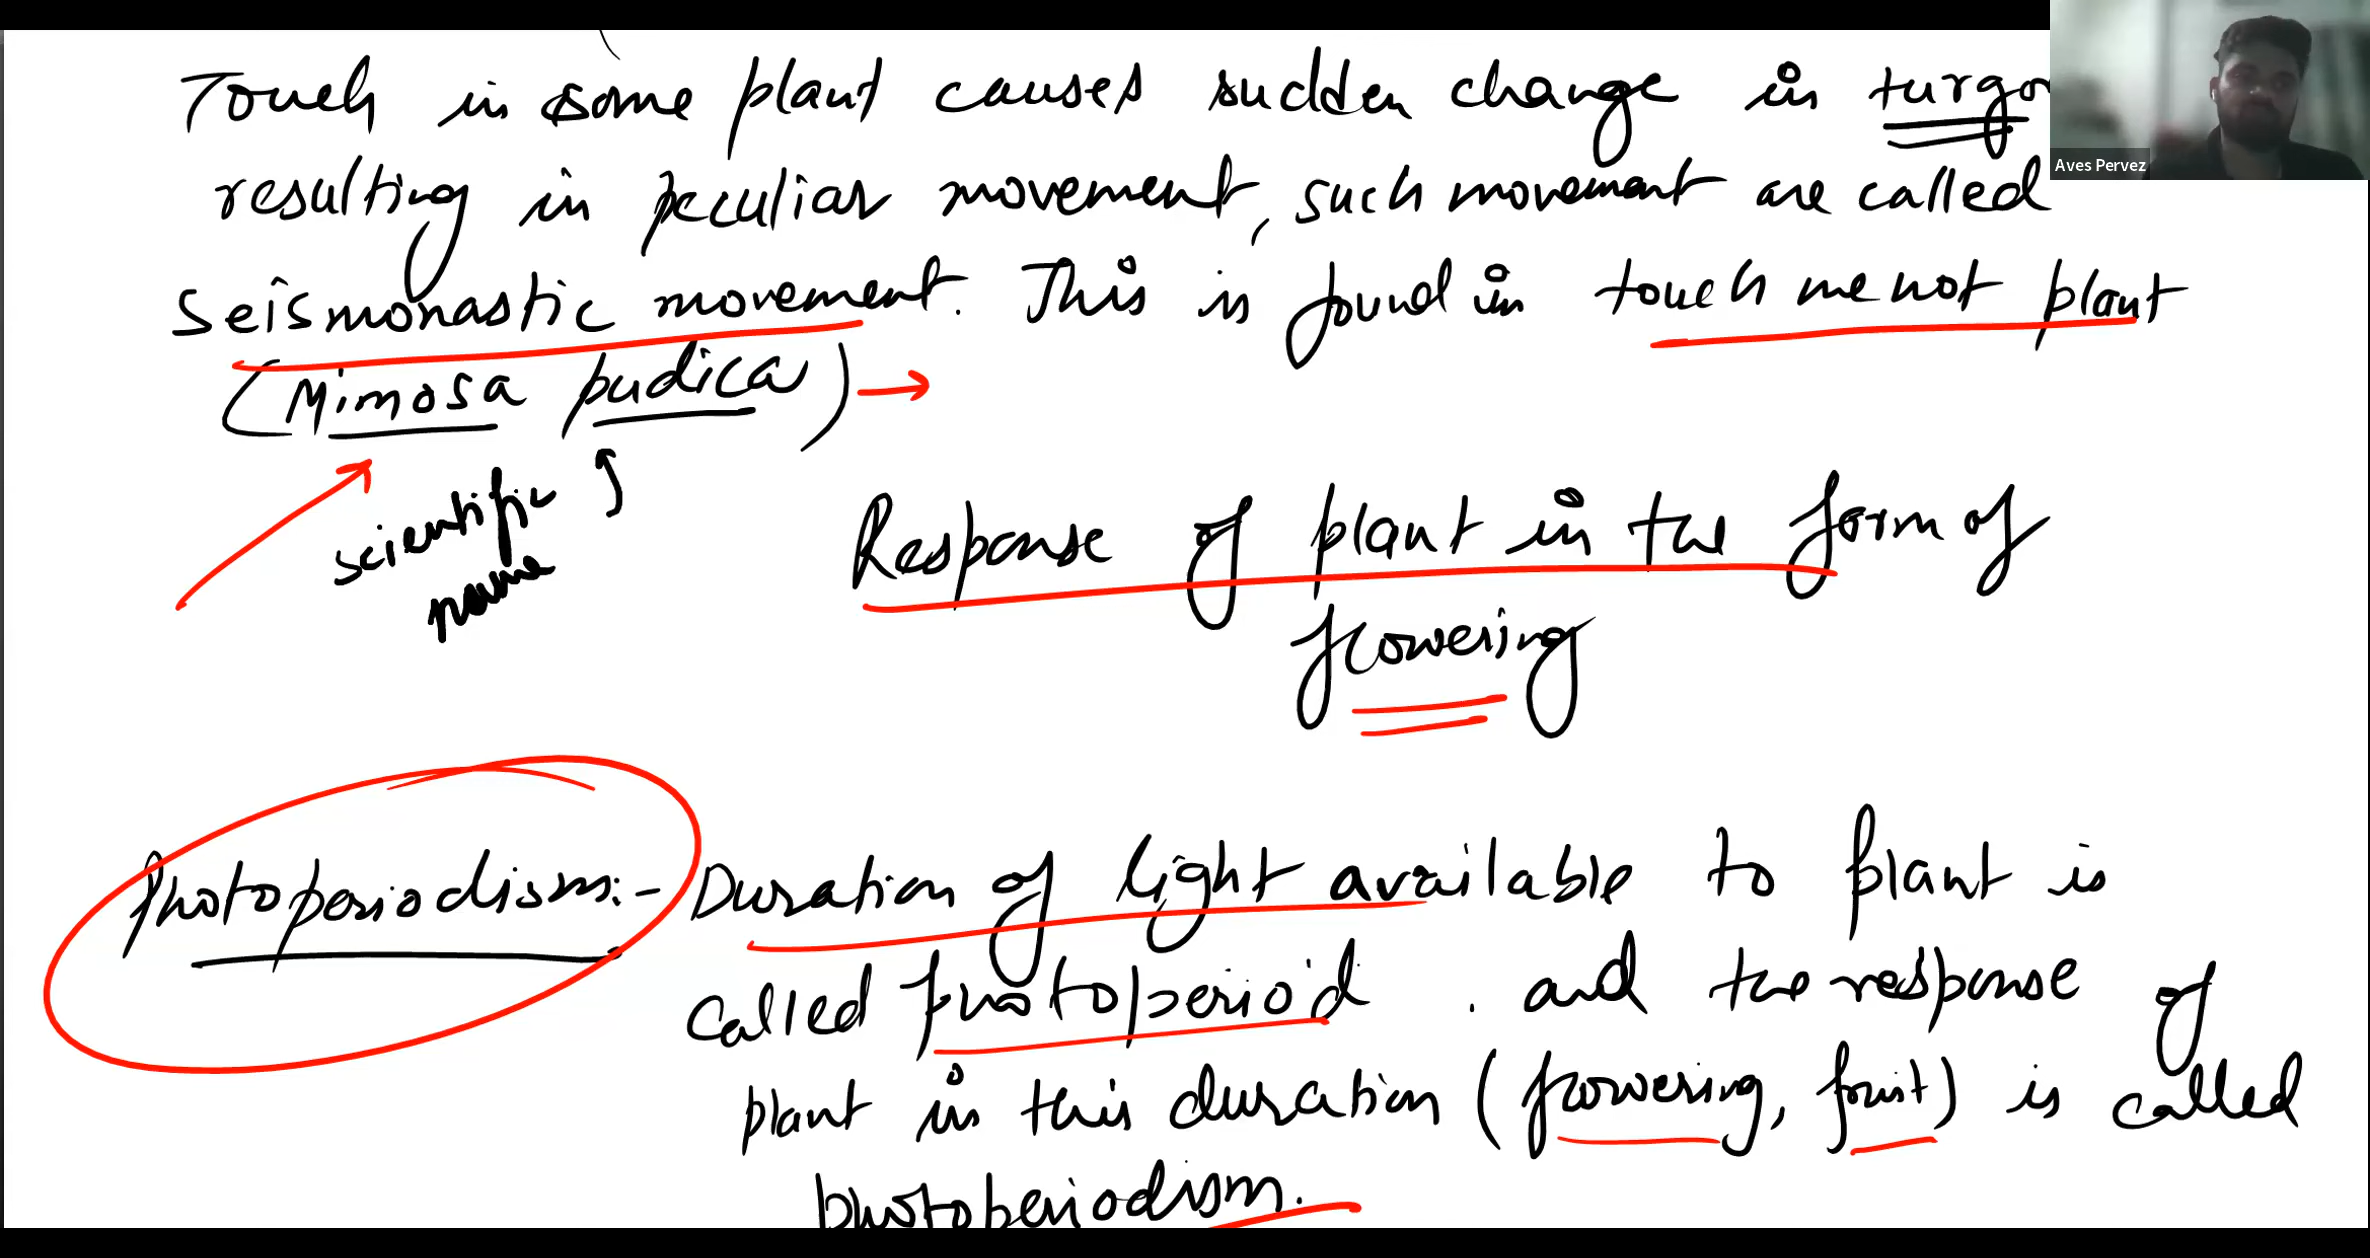 Touch in some plant causes sudden change in turgo
resulting in peculiar movement, such movement are called
Seismonastic movement. This is found in touch me not plant
(Mimosa pudica)
scientific
name
Response of plant in the form of
flowering
Photoperiodism:- Duration of light available to plant is
called photoperiod . and the response of
plant in this duration (flowering, fruit) is called
photoperiodism.
Aves Pervez